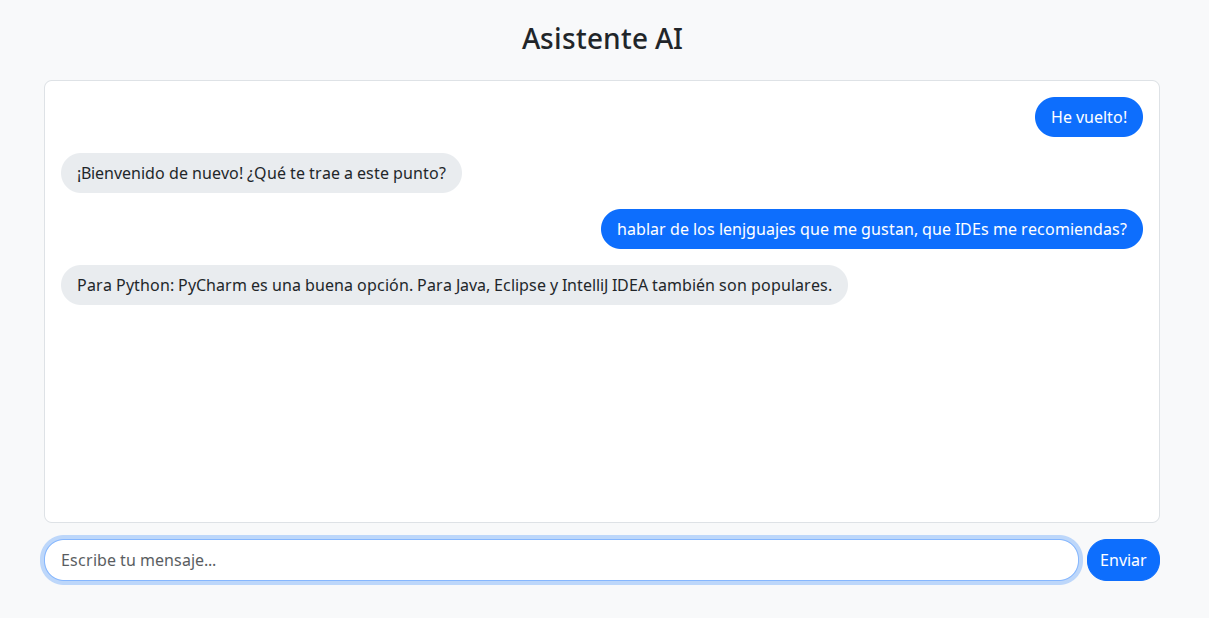 Asistente AI
He vuelto!
¡Bienvenido de nuevo! ¿Qué te trae a este punto?
hablar de los lenjguajes que me gustan, que IDEs me recomiendas?
Para Python: PyCharm es una buena opción. Para Java, Eclipse y IntelliJ IDEA también son populares.
Escribe tu mensaje...
Enviar